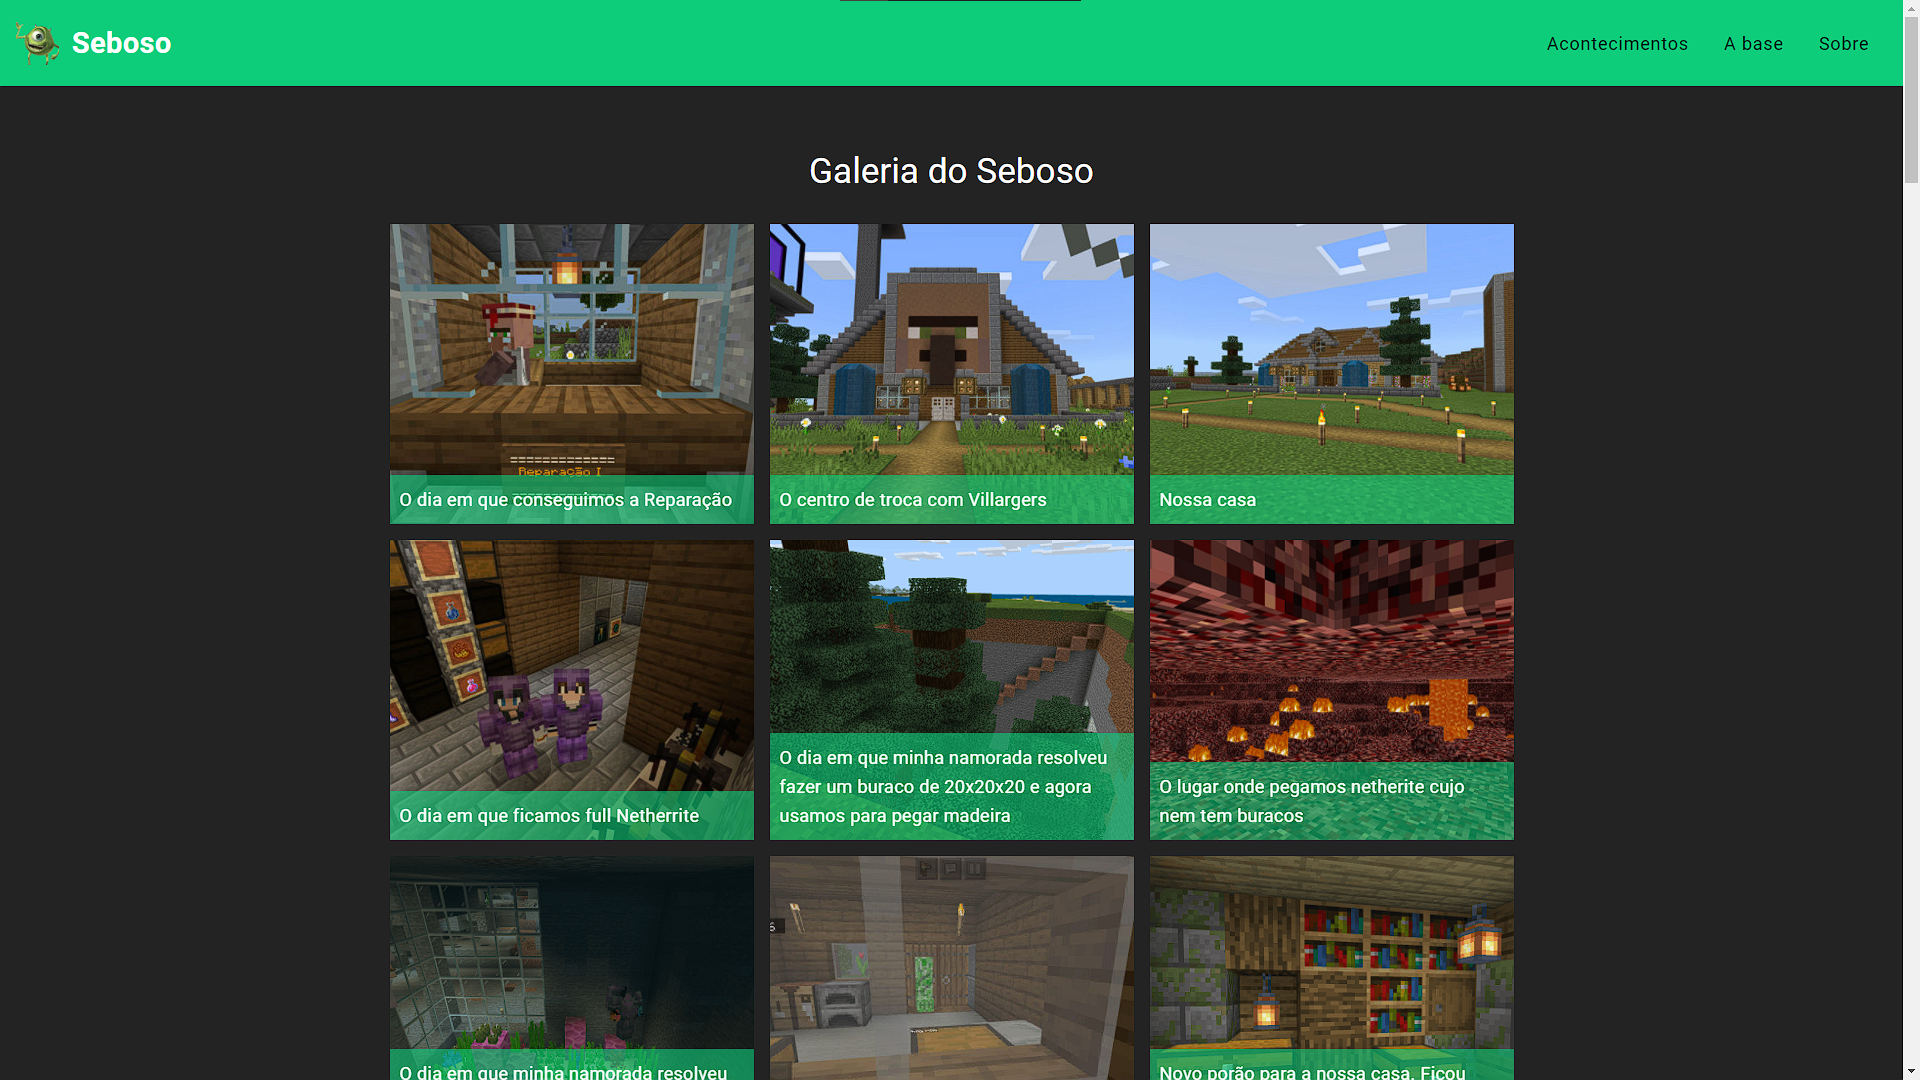 Seboso
Acontecimentos
A base
Sobre
Galeria do Seboso
Reparação I
O dia em que conseguimos a Reparação
O centro de troca com Villargers
Nossa casa
O dia em que ficamos full Netherrite
O dia em que minha namorada resolveu
fazer um buraco de 20x20x20 e agora
usamos para pegar madeira
O lugar onde pegamos netherite cujo
nem tem buracos
6
O dia em que minha namorada resolveu
Novo porão para a nossa casa. Ficou